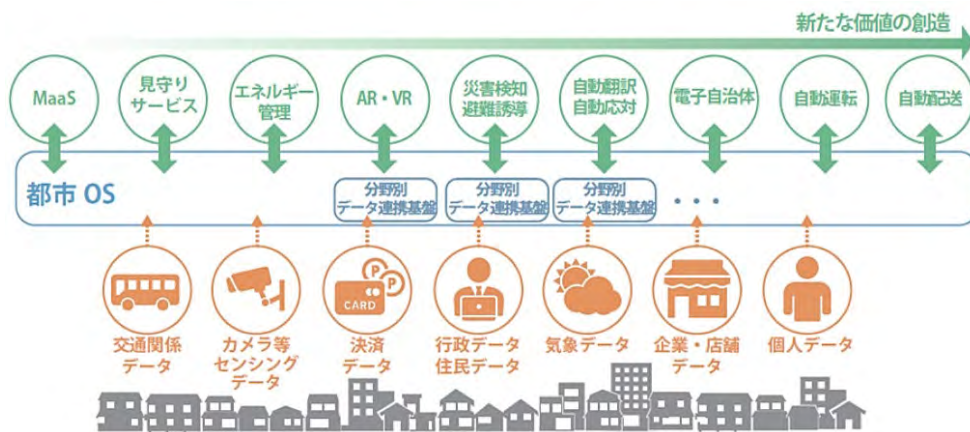 新たな価値の創造
MaaS
見守り
サービス
エネルギー
管理
AR・VR
災害検知
避難誘導
自動翻訳
自動応対
電子自治体
自動運転
自動配送
都市 OS
分野別
データ連携基盤
分野別
データ連携基盤
分野別
データ連携基盤
・・・
P
P
CARD
交通関係
データ
カメラ等
センシング
データ
決済
データ
行政データ
住民データ
気象データ
企業・店舗
データ
個人データ